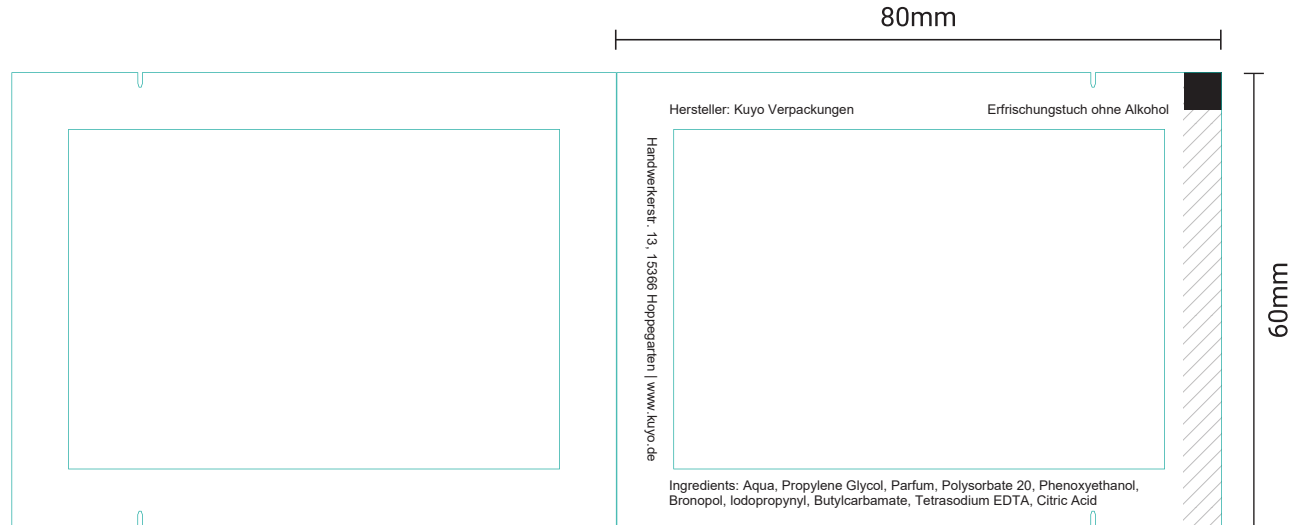 80mm
Hersteller: Kuyo Verpackungen
Erfrischungstuch ohne Alkohol
Handwerkerstr. 13, 15366 Hoppegarten | www.kuyo.de
60mm
Ingredients: Aqua, Propylene Glycol, Parfum, Polysorbate 20, Phenoxyethanol,
Bronopol, Iodopropynyl, Butylcarbamate, Tetrasodium EDTA, Citric Acid